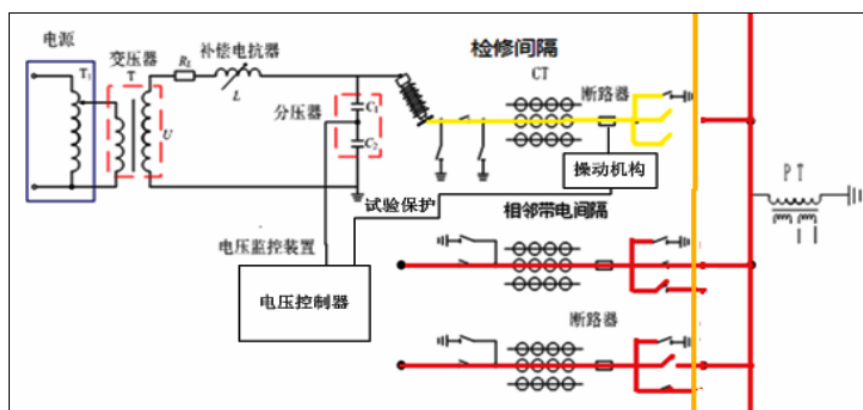 电源
变压器
补偿电抗器
检修间隔
T₁
T
R₁
L
CT
断路器
分压器
C₁
U
C₂
操动机构
P T
试验保护
相邻带电间隔
电压监控装置
电压控制器
断路器